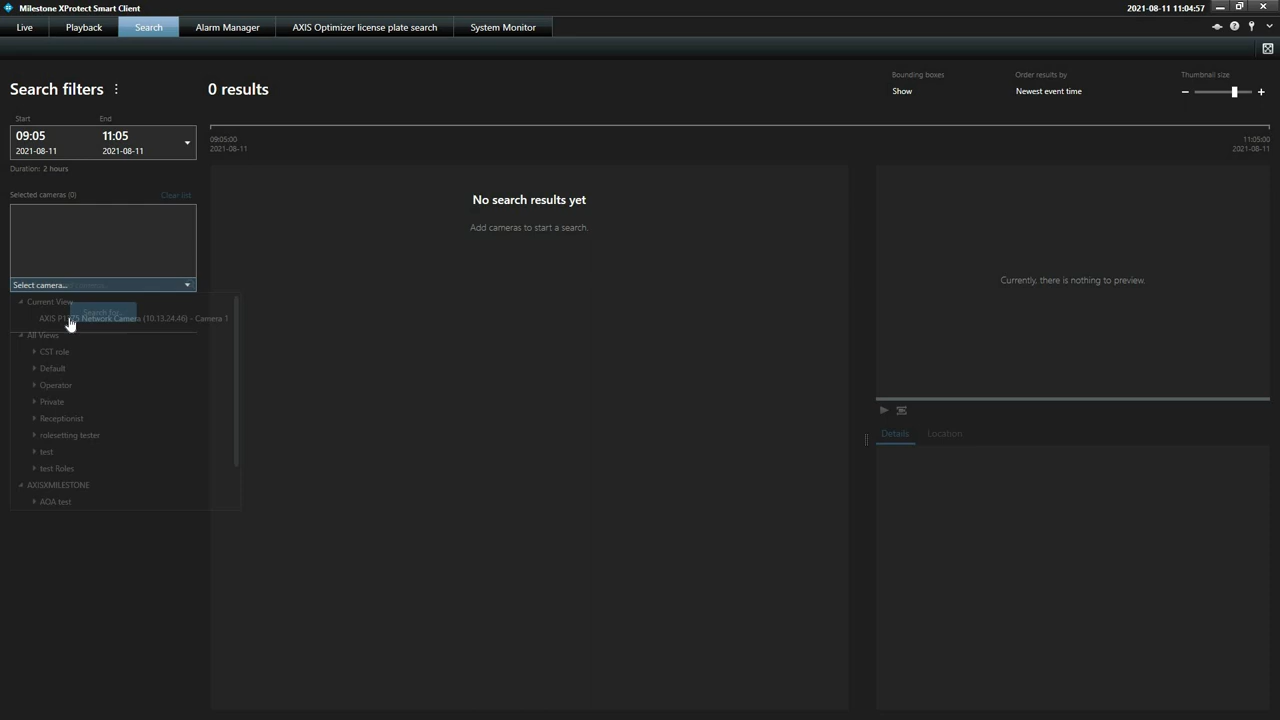 Milestone XProtect Smart Client
2021-08-11 11:04:57
Live
Playback
Search
Alarm Manager
AXIS Optimizer license plate search
System Monitor
Search filters
0 results
Bounding boxes
Show
Order results by
Newest event time
Thumbnail size
Start
End
09:05
11:05
2021-08-11
2021-08-11
Duration: 2 hours
09:05:00
2021-08-11
11:05:00
2021-08-11
Selected cameras (0)
Clear list
No search results yet
Add cameras to start a search.
Currently, there is nothing to preview.
Select camera...
Current View
Search for...
AXIS P1375 Network Camera (10.13.24.46) - Camera 1
All Views
CST role
Default
Operator
Private
Receptionist
rolesetting tester
test
test Roles
AXISXMILESTONE
AOA test
Details
Location